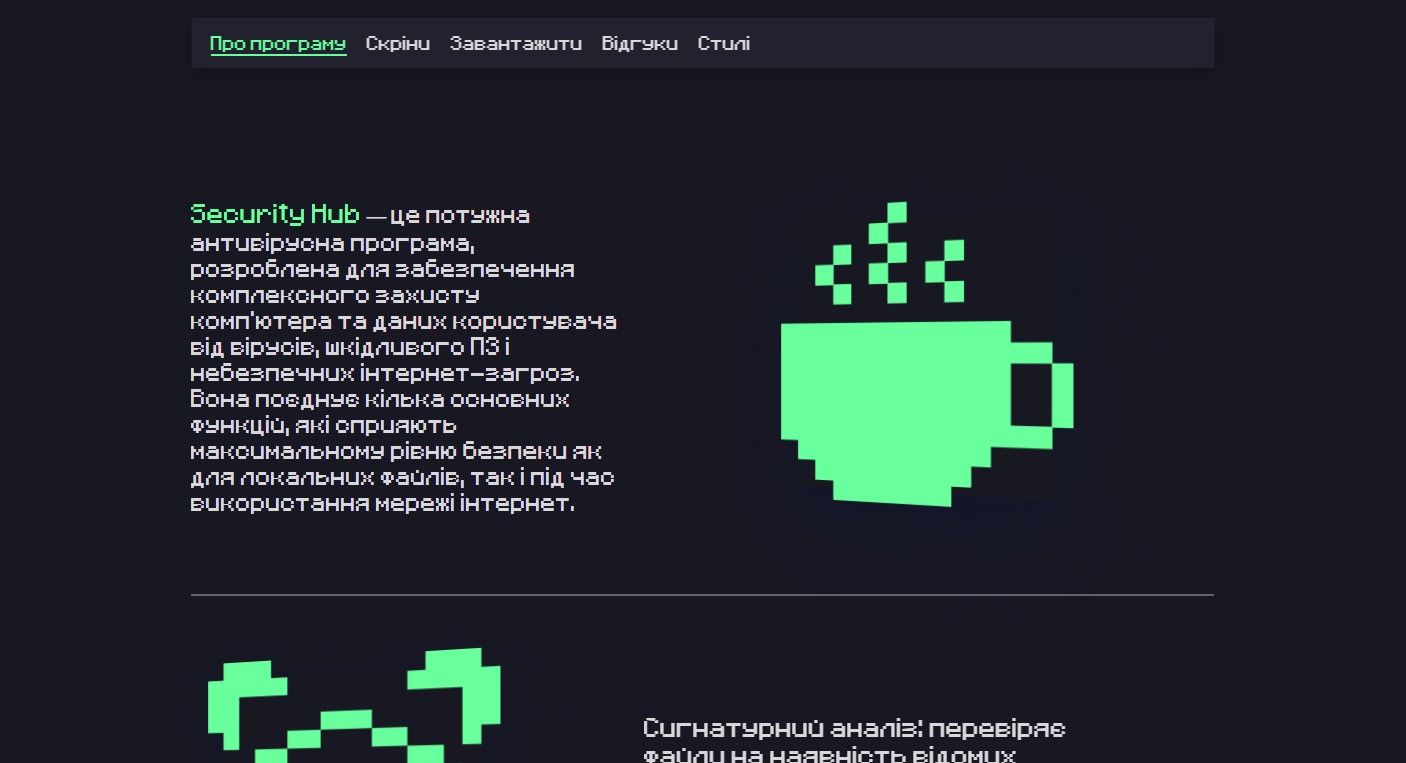 Про програму Скріни Завантажити Відгуки Стилі
Security Hub — це потужна
антивірусна програма,
розроблена для забезпечення
комплексного захисту
комп'ютера та даних користувача
від вірусів, шкідливого ПЗ і
небезпечних інтернет-загроз.
Вона поєднує кілька основних
функцій, які сприяють
максимальному рівню безпеки як
для локальних файлів, так і під час
використання мережі інтернет.
Сигнатурний аналіз: перевіряє
файли на наявність відомих